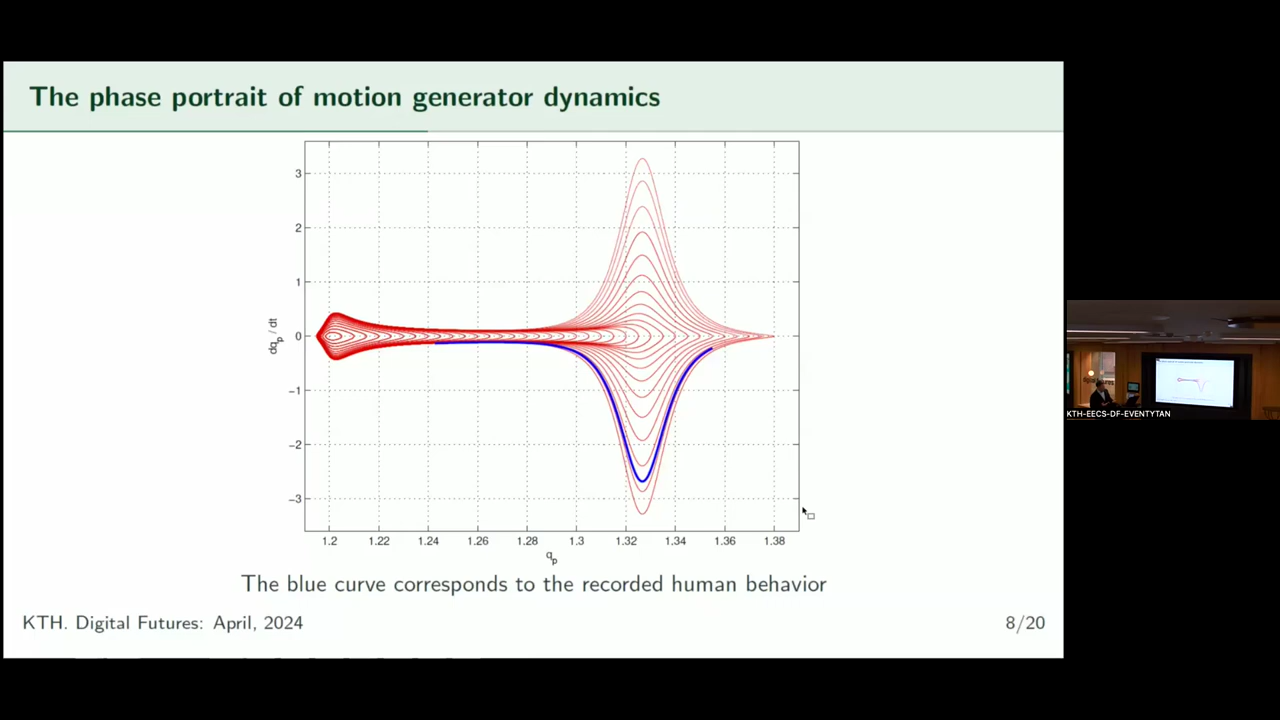 The phase portrait of motion generator dynamics
3
2
1
0
−1
−2
−3
dq_p / dt
1.2 1.22 1.24 1.26 1.28 1.3 1.32 1.34 1.36 1.38
q_p
The blue curve corresponds to the recorded human behavior
KTH. Digital Futures: April, 2024 8/20
KTH-EECS-DF-EVENTYTAN